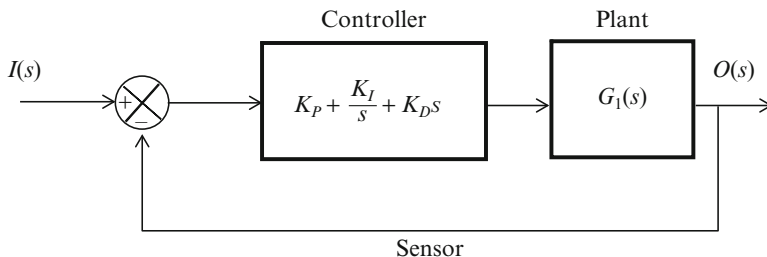 Controller
Plant
I(s)
O(s)
+
−
K_P + K_I/s + K_D s
G_1(s)
Sensor